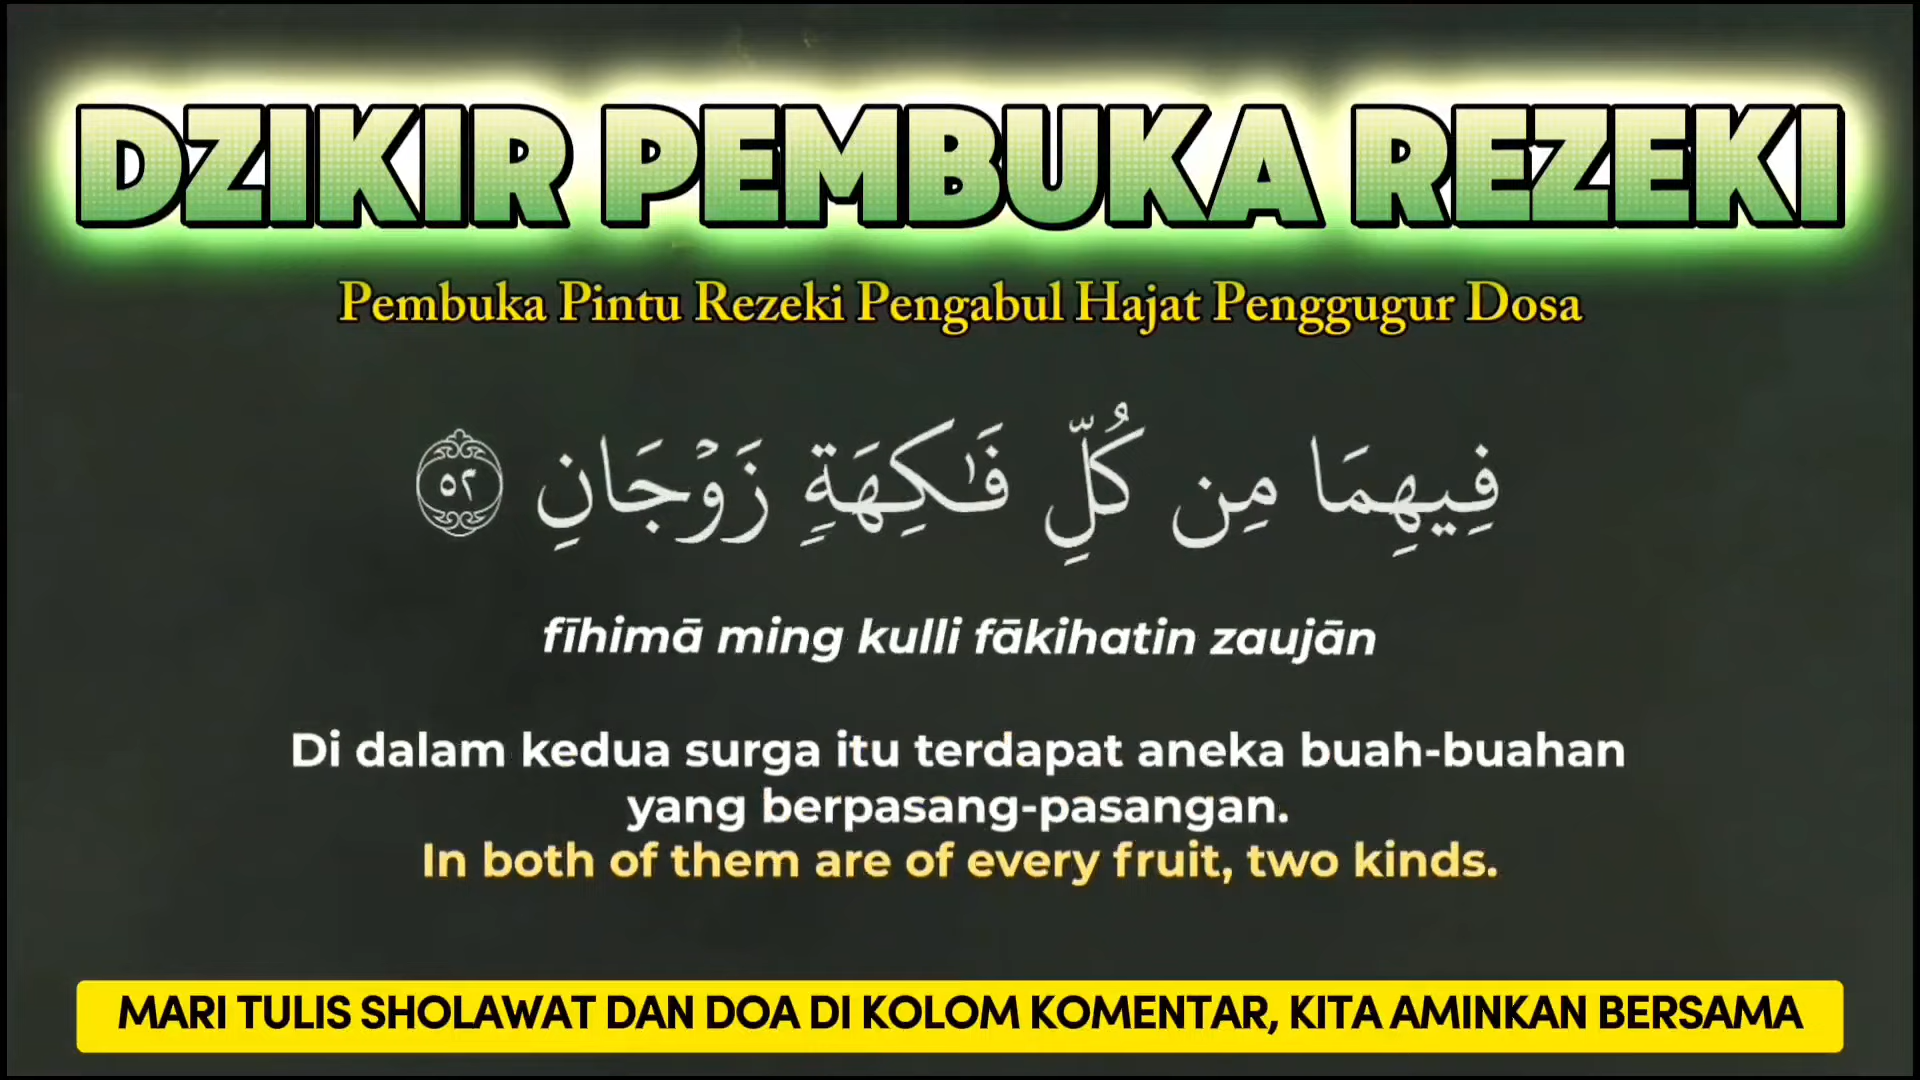 DZIKIR PEMBUKA REZEKI
Pembuka Pintu Rezeki Pengabul Hajat Penggugur Dosa
فِيهِمَا مِن كُلِّ فَـٰكِهَةٍ زَوْجَانِ ٥٢
fīhimā ming kulli fākihatin zaujān
Di dalam kedua surga itu terdapat aneka buah-buahan
yang berpasang-pasangan.
In both of them are of every fruit, two kinds.
MARI TULIS SHOLAWAT DAN DOA DI KOLOM KOMENTAR, KITA AMINKAN BERSAMA